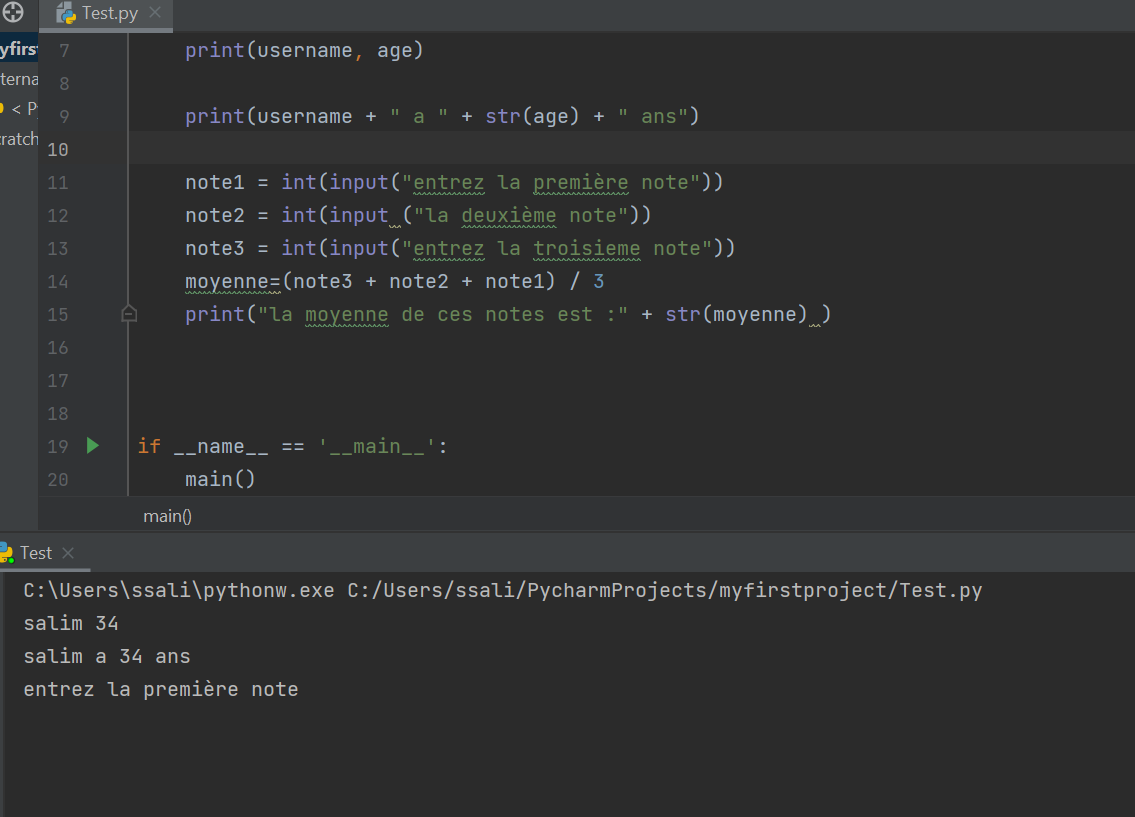 Test.py
yfirs
terna
< P
cratch
7 print(username, age)
8
9 print(username + " a " + str(age) + " ans")
10
11 note1 = int(input("entrez la première note"))
12 note2 = int(input ("la deuxième note"))
13 note3 = int(input("entrez la troisieme note"))
14 moyenne=(note3 + note2 + note1) / 3
15 print("la moyenne de ces notes est :" + str(moyenne) )
16
17
18
19 if __name__ == '__main__':
20 main()
main()
Test
C:\Users\ssali\pythonw.exe C:/Users/ssali/PycharmProjects/myfirstproject/Test.py
salim 34
salim a 34 ans
entrez la première note